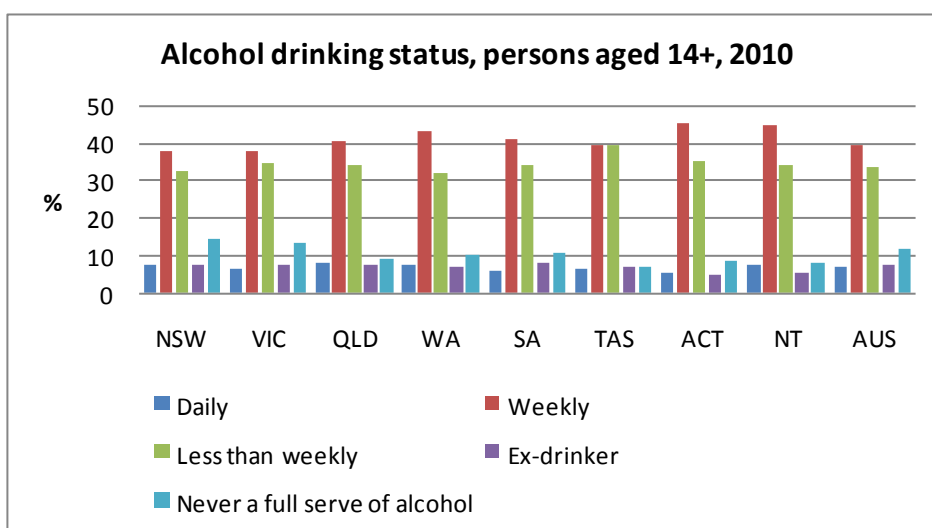 Alcohol drinking status, persons aged 14+, 2010
50
40
30
20
10
0
%
NSW VIC QLD WA SA TAS ACT NT AUS
Daily Weekly
Less than weekly Ex-drinker
Never a full serve of alcohol